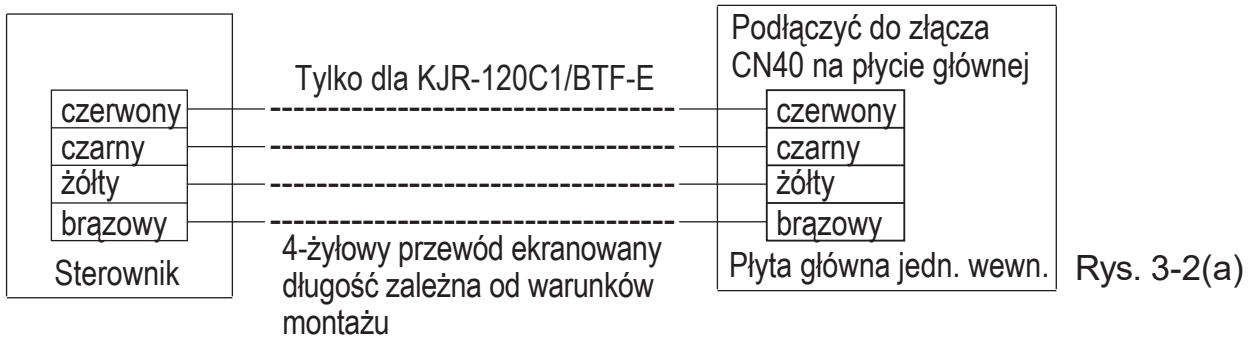 Tylko dla KJR-120C1/BTF-E
czerwony
czarny
żółty
brązowy
Sterownik
4-żyłowy przewód ekranowany
długość zależna od warunków
montażu
Podłączyć do złącza
CN40 na płycie głównej
czerwony
czarny
żółty
brązowy
Płyta główna jedn. wewn.
Rys. 3-2(a)